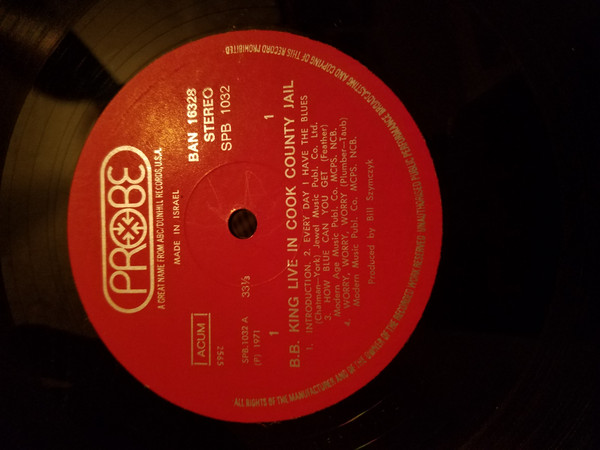 PROBE
A GREAT NAME FROM ABC/DUNHILL RECORDS, U.S.A.
MADE IN ISRAEL
BAN 16328
STEREO
SPB 1032
ACUM
SPB.1032 A
(P) 1971
33⅓
1 1
B.B. KING LIVE IN COOK COUNTY JAIL
1. INTRODUCTION. 2. EVERY DAY I HAVE THE BLUES
(Chatman—York) Jewel Music Publ. Co. Ltd.
3. HOW BLUE CAN YOU GET (Feather)
Modern Age Music Publ. Co. MCPS. NCB.
4. WORRY, WORRY, WORRY (Plumber—Taub)
Modern Music Publ. Co. MCPS. NCB.
Produced by Bill Szymczyk
ALL RIGHTS OF THE MANUFACTURER AND OF THE OWNER OF THE RECORDED WORK RESERVED. UNAUTHORISED PUBLIC PERFORMANCE BROADCASTING AND COPYING OF THIS RECORD PROHIBITED